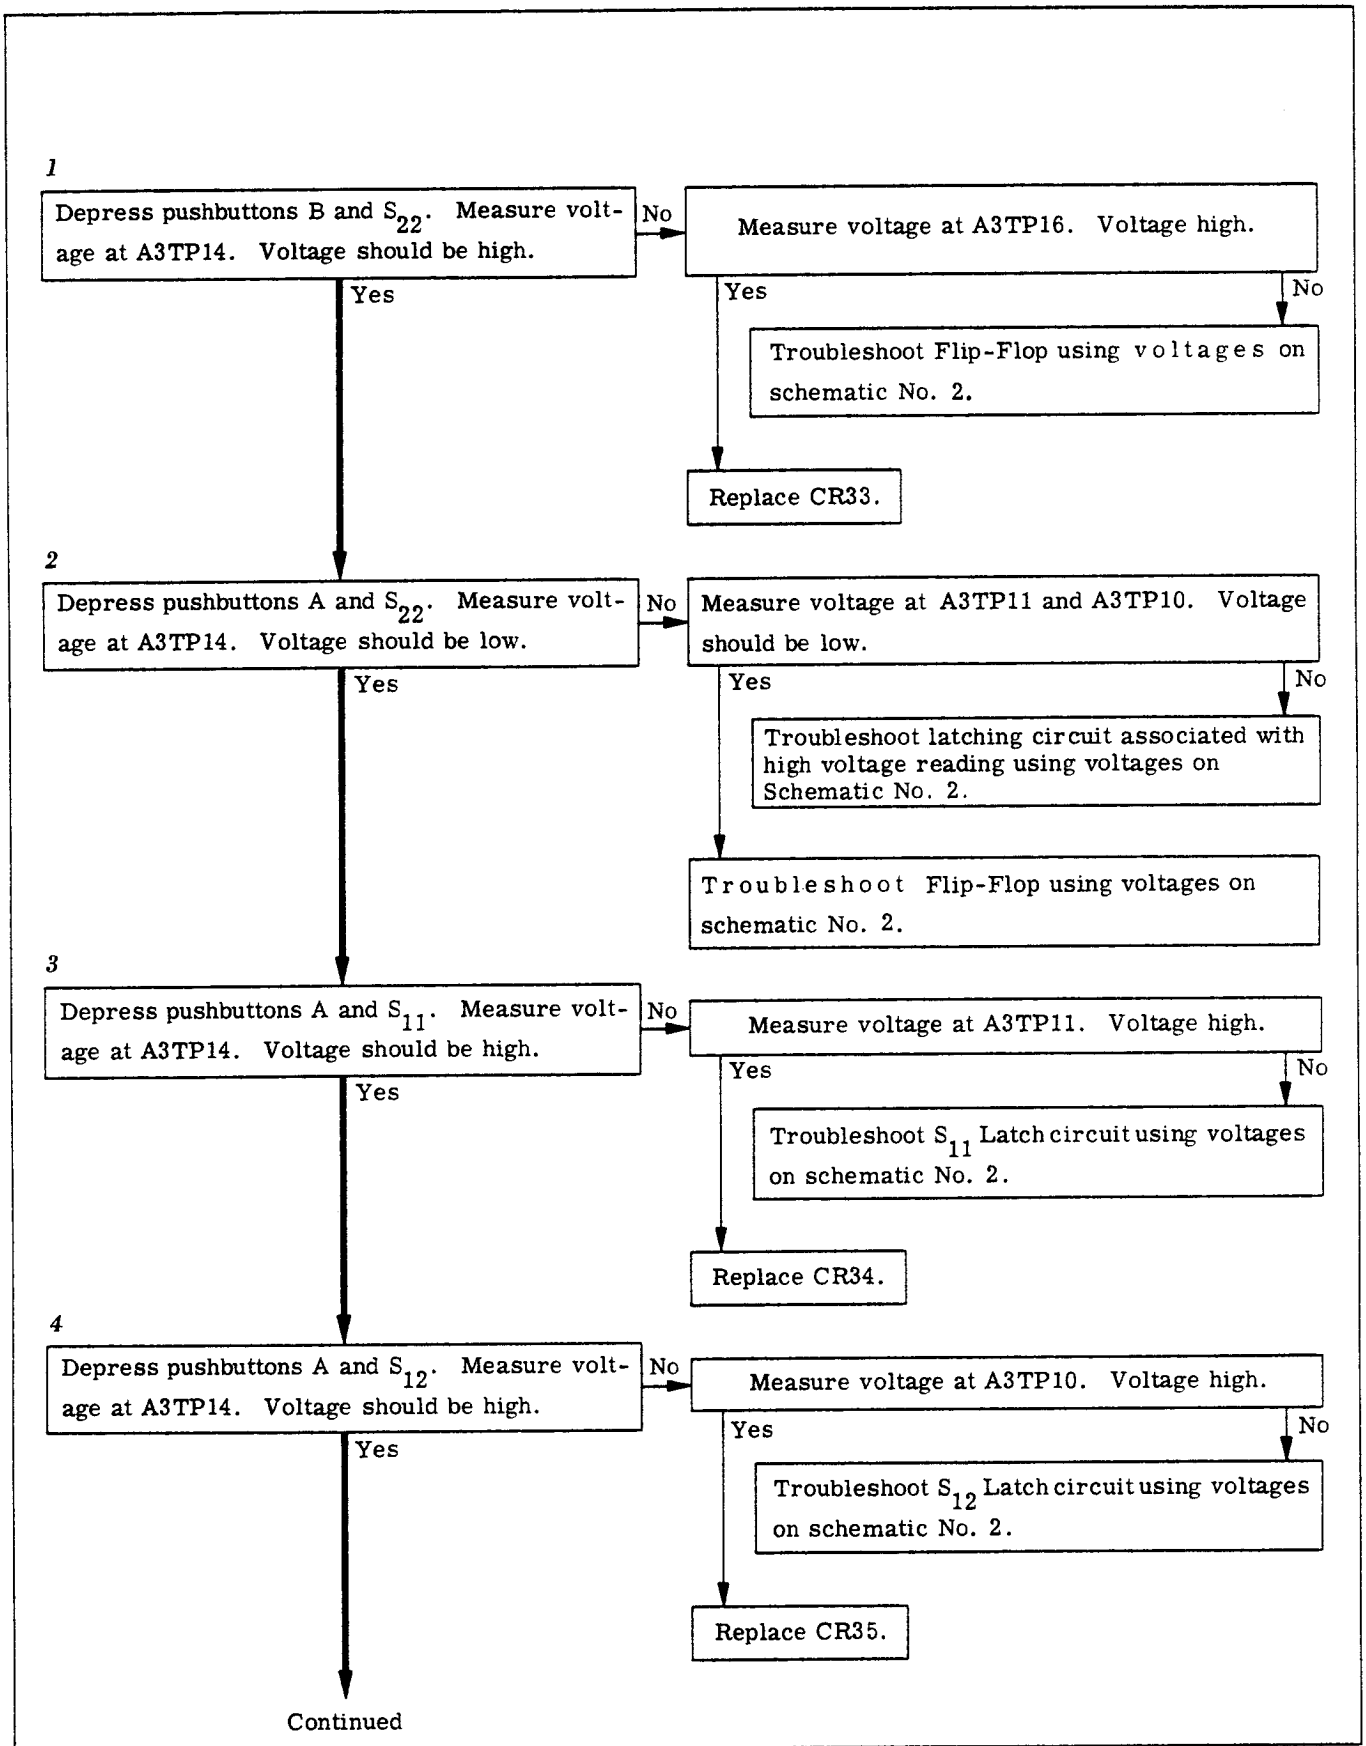 1
Depress pushbuttons B and S22. Measure volt-
age at A3TP14. Voltage should be high.
No
Measure voltage at A3TP16. Voltage high.
Yes
Yes
No
Troubleshoot Flip-Flop using voltages on
schematic No. 2.
Replace CR33.
2
Depress pushbuttons A and S22. Measure volt-
age at A3TP14. Voltage should be low.
No
Measure voltage at A3TP11 and A3TP10. Voltage
should be low.
Yes
Yes
No
Troubleshoot latching circuit associated with
high voltage reading using voltages on
Schematic No. 2.
Troubleshoot Flip-Flop using voltages on
schematic No. 2.
3
Depress pushbuttons A and S11. Measure volt-
age at A3TP14. Voltage should be high.
No
Measure voltage at A3TP11. Voltage high.
Yes
Yes
No
Troubleshoot S11 Latch circuit using voltages
on schematic No. 2.
Replace CR34.
4
Depress pushbuttons A and S12. Measure volt-
age at A3TP14. Voltage should be high.
No
Measure voltage at A3TP10. Voltage high.
Yes
Yes
No
Troubleshoot S12 Latch circuit using voltages
on schematic No. 2.
Replace CR35.
Continued